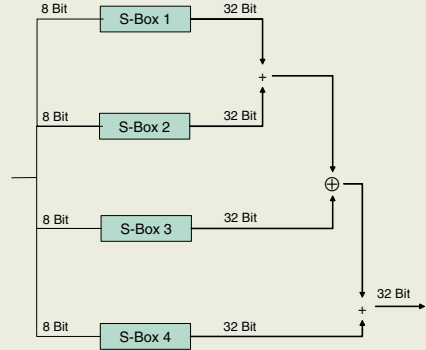 8 Bit S-Box 1 32 Bit
+
8 Bit S-Box 2 32 Bit
⊕
8 Bit S-Box 3 32 Bit
32 Bit
+
8 Bit S-Box 4 32 Bit